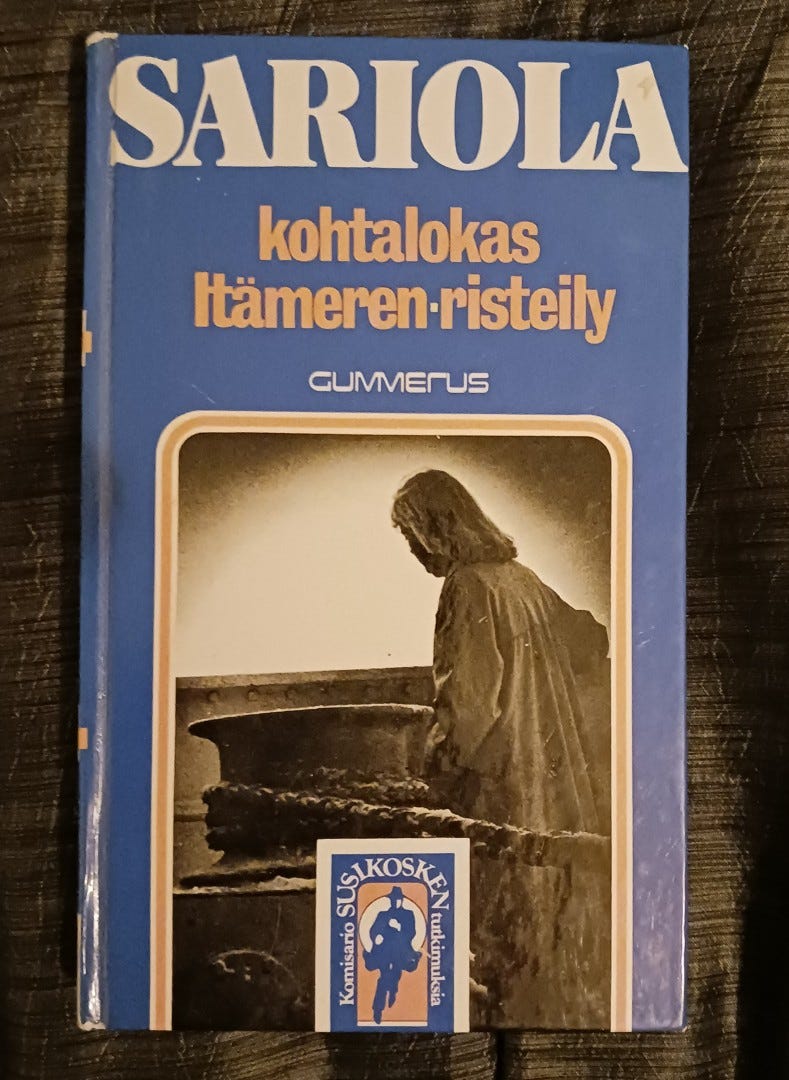 SARIOLA
kohtalokas
Itämeren-risteily
GUMMERUS
Komisario SUSIKOSKEN tutkimuksia